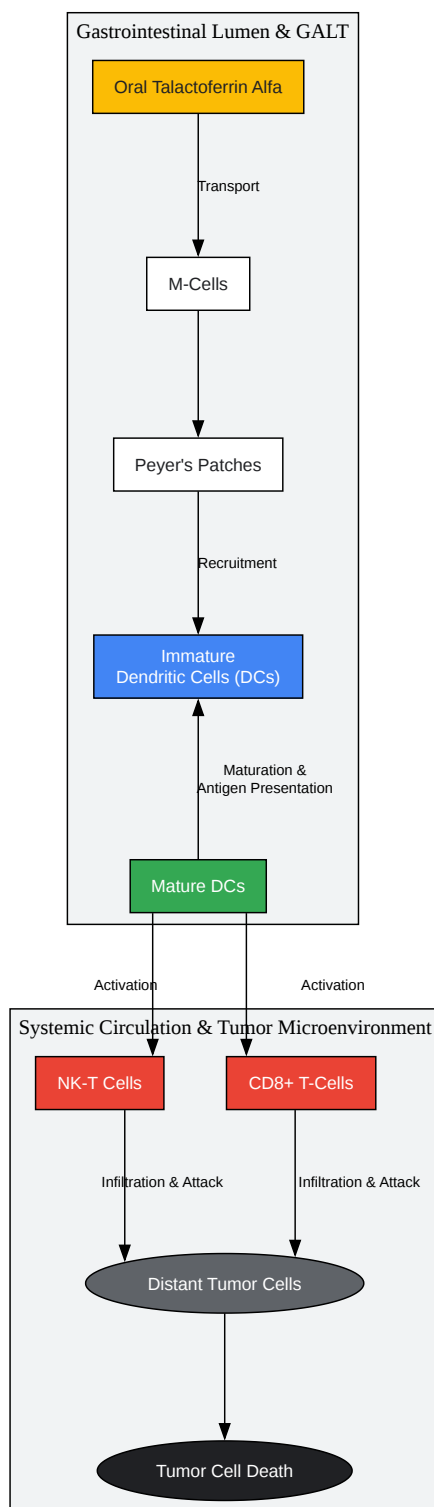 Gastrointestinal Lumen & GALT
Oral Talactoferrin Alfa
Transport
M-Cells
Peyer's Patches
Recruitment
Immature
Dendritic Cells (DCs)
Maturation &
Antigen Presentation
Mature DCs
Activation
Activation
Systemic Circulation & Tumor Microenvironment
NK-T Cells
CD8+ T-Cells
Infiltration & Attack
Infiltration & Attack
Distant Tumor Cells
Tumor Cell Death